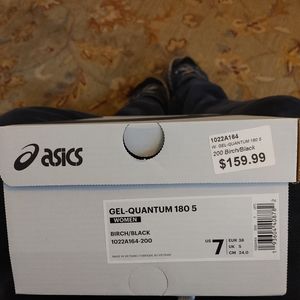 asics
1022A164
W. GEL-QUANTUM 180 5
200 Birch/Black
$159.99
GEL-QUANTUM 180 5
WOMEN
BIRCH/BLACK
1022A164-200
US 7
EUR 38
UK 5
CM 24.0